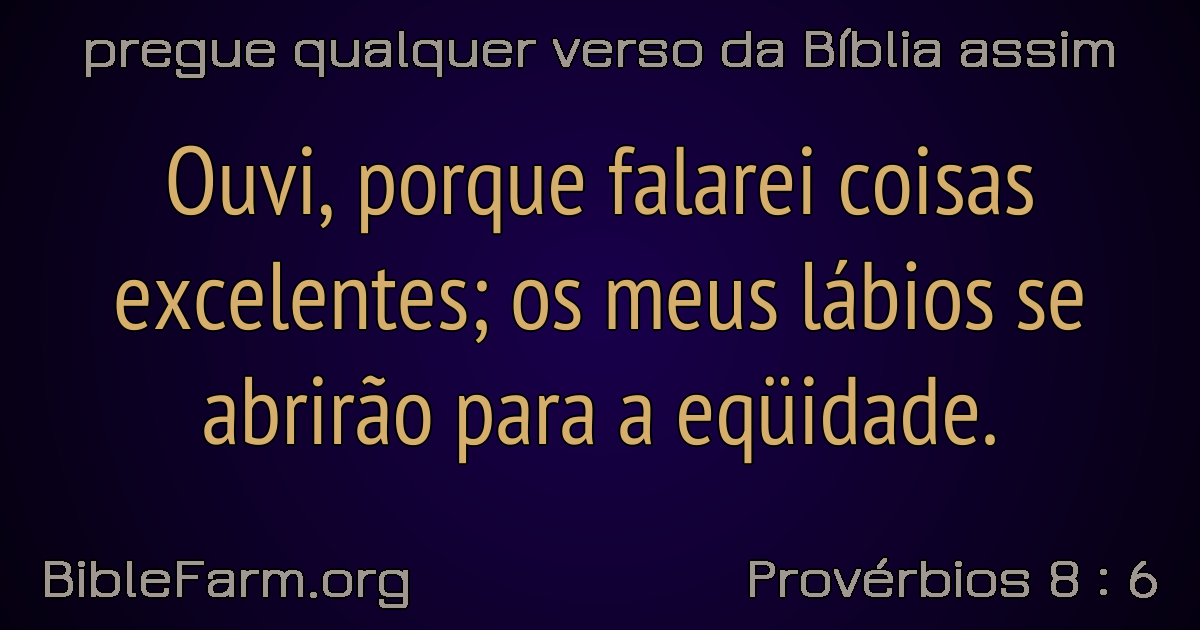 pregue qualquer verso da Bíblia assim
Ouvi, porque falarei coisas
excelentes; os meus lábios se
abrirão para a eqüidade.
BibleFarm.org
Provérbios 8 : 6